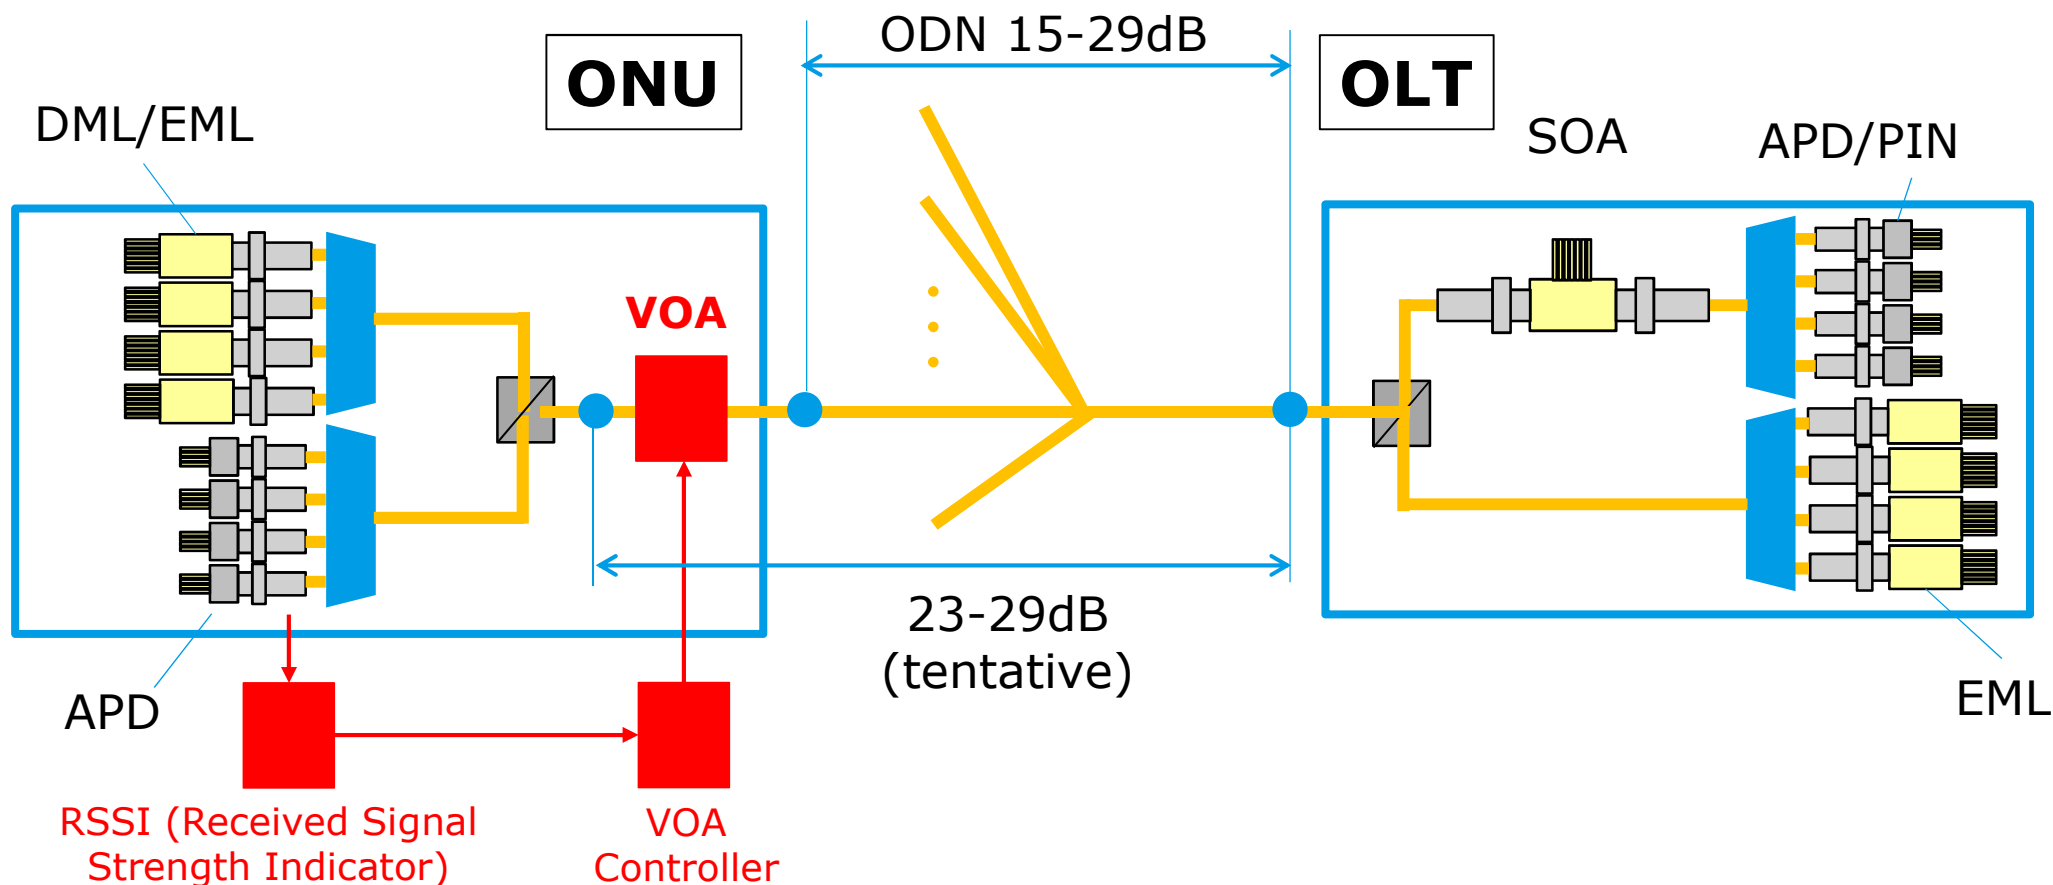 ODN 15-29dB
ONU
OLT
DML/EML
SOA
APD/PIN
VOA
23-29dB
(tentative)
APD
EML
RSSI (Received Signal
Strength Indicator)
VOA
Controller